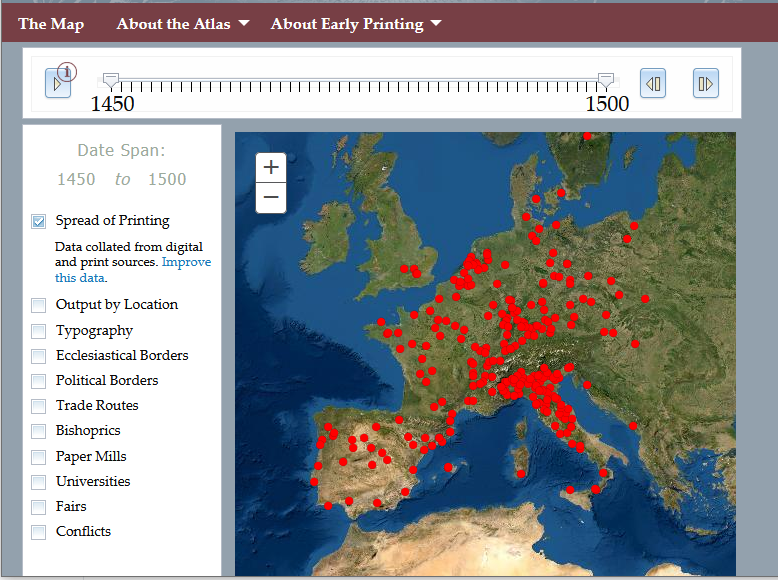 The Map About the Atlas About Early Printing
i
1450 1500
Date Span:
1450 to 1500
Spread of Printing
Data collated from digital
and print sources. Improve
this data.
Output by Location
Typography
Ecclesiastical Borders
Political Borders
Trade Routes
Bishoprics
Paper Mills
Universities
Fairs
Conflicts
+
−